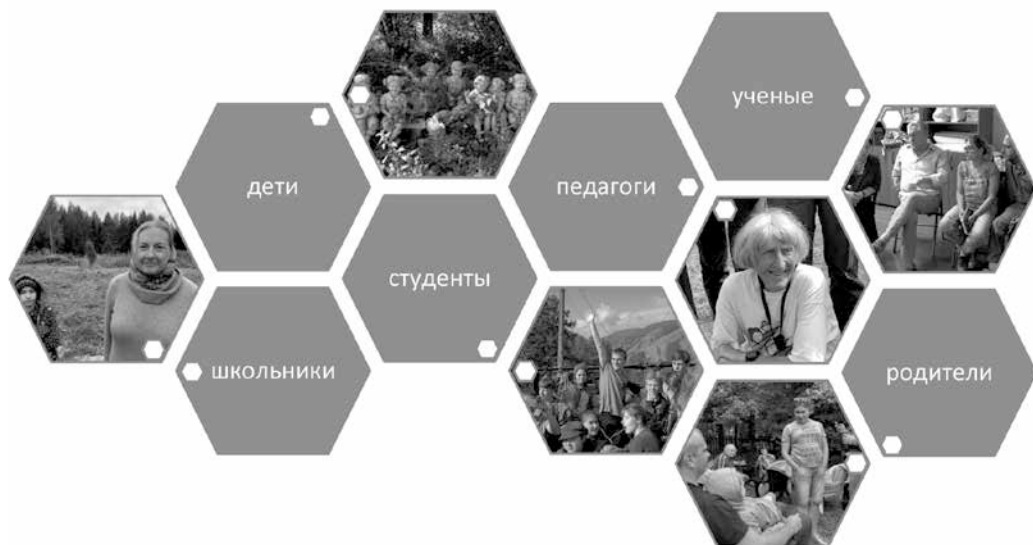 ученые
дети
педагоги
студенты
школьники
родители